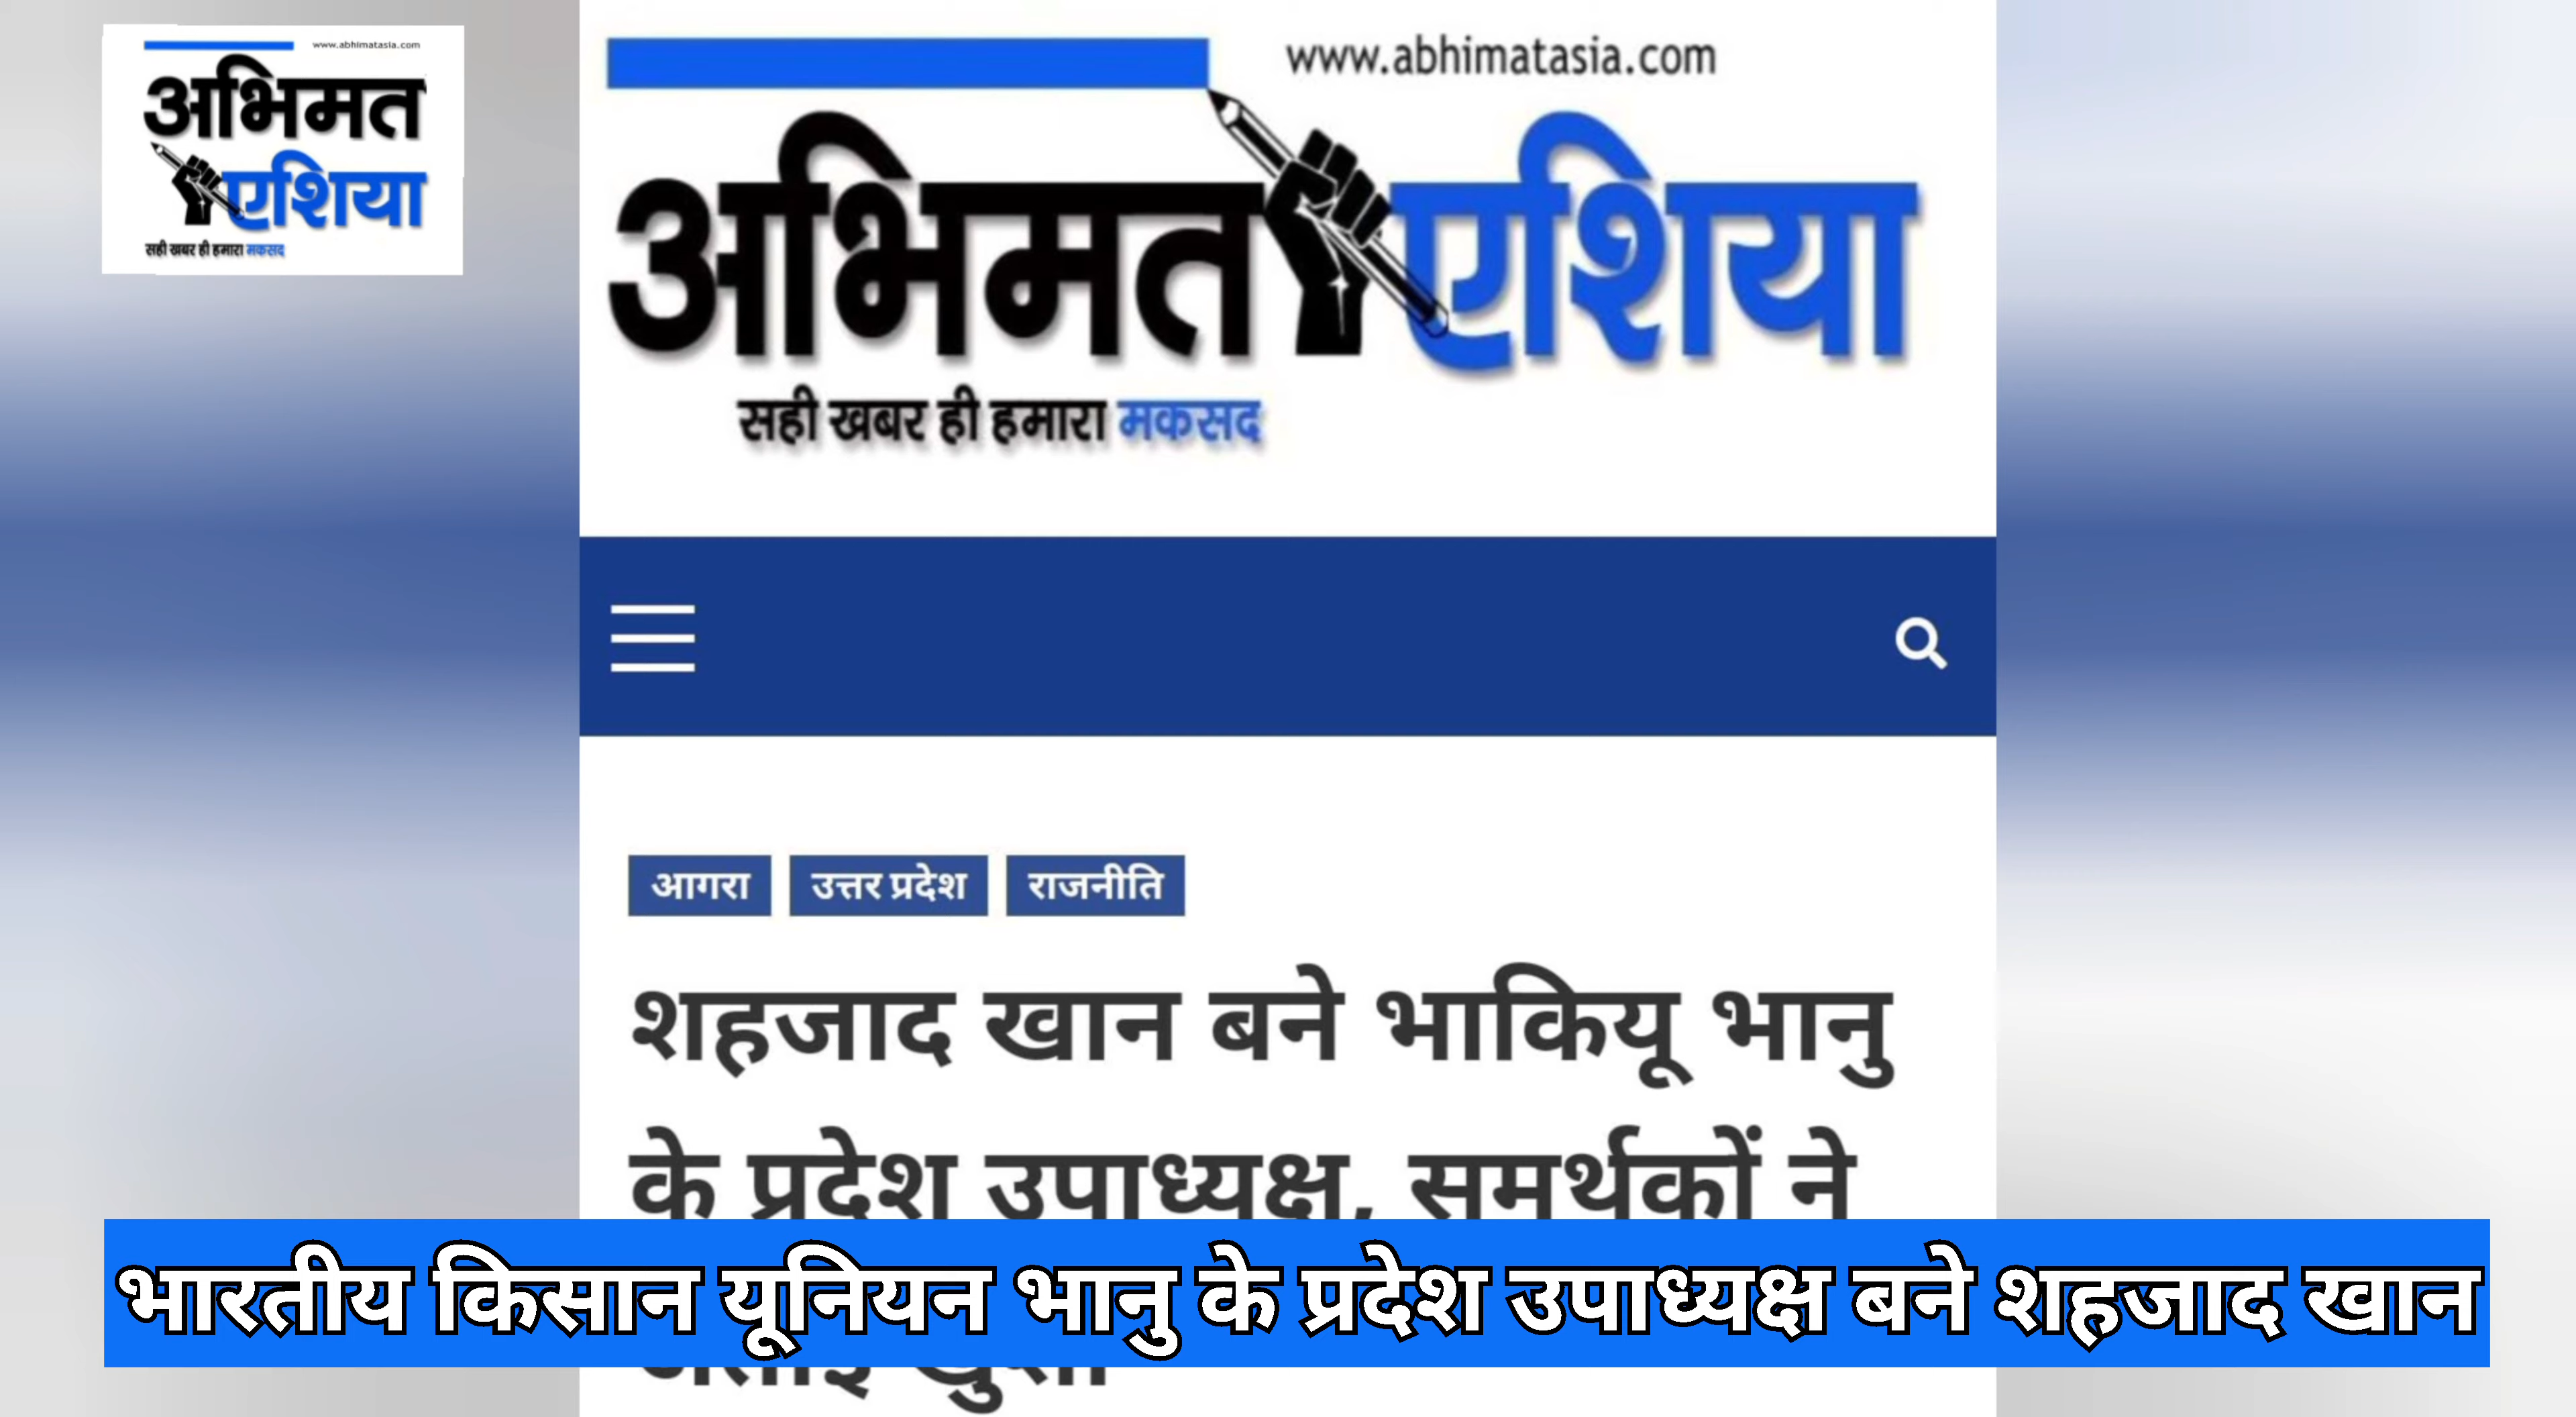 www.abhimatasia.com
अभिमत
एशिया
सही खबर ही हमारा मकसद
www.abhimatasia.com
अभिमत एशिया
सही खबर ही हमारा मकसद
आगरा उत्तर प्रदेश राजनीति
शहजाद खान बने भाकियू भानु
के प्रदेश उपाध्यक्ष, समर्थकों ने
भारतीय किसान यूनियन भानु के प्रदेश उपाध्यक्ष बने शहजाद खान